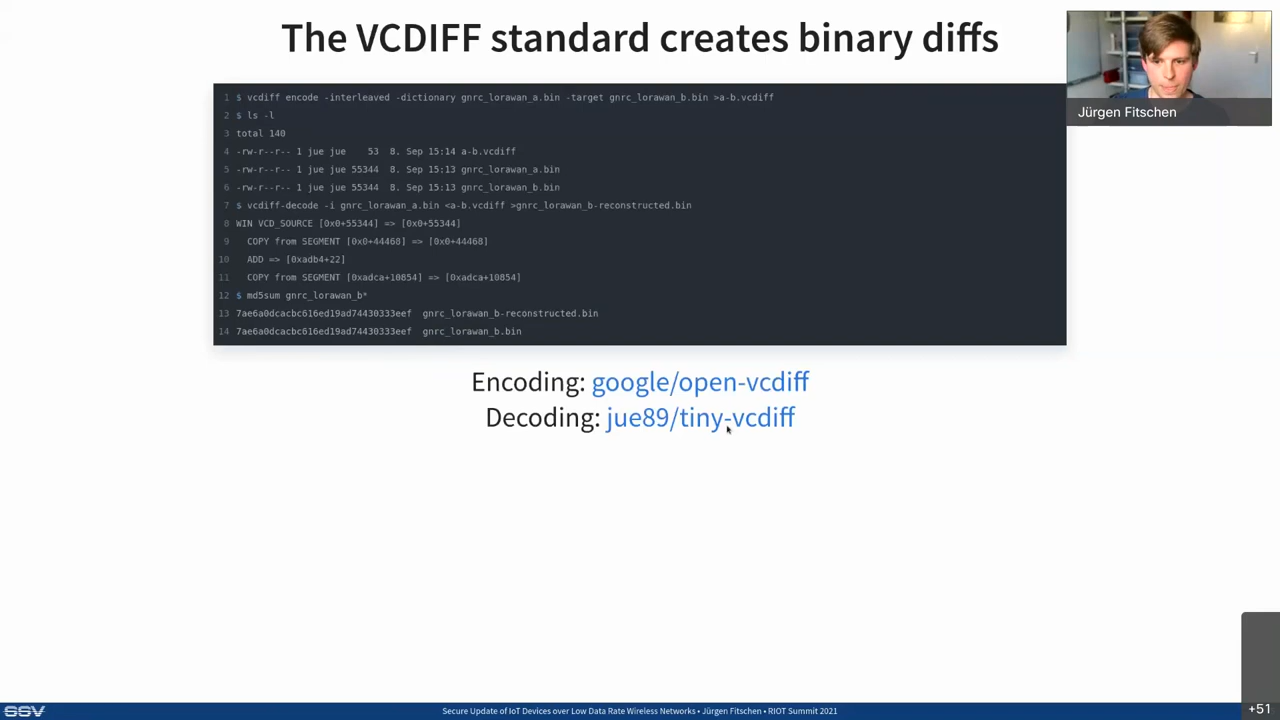 The VCDIFF standard creates binary diffs
Jürgen Fitschen
1 $ vcdiff encode -interleaved -dictionary gnrc_lorawan_a.bin -target gnrc_lorawan_b.bin >a-b.vcdiff
2 $ ls -l
3 total 140
4 -rw-r--r-- 1 jue jue    53  8. Sep 15:14 a-b.vcdiff
5 -rw-r--r-- 1 jue jue 55344  8. Sep 15:13 gnrc_lorawan_a.bin
6 -rw-r--r-- 1 jue jue 55344  8. Sep 15:13 gnrc_lorawan_b.bin
7 $ vcdiff-decode -i gnrc_lorawan_a.bin <a-b.vcdiff >gnrc_lorawan_b-reconstructed.bin
8 WIN VCD_SOURCE [0x0+55344] => [0x0+55344]
9   COPY from SEGMENT [0x0+44468] => [0x0+44468]
10   ADD => [0xadb4+22]
11   COPY from SEGMENT [0xadca+10854] => [0xadca+10854]
12 $ md5sum gnrc_lorawan_b*
13 7ae6a0dcacbc616ed19ad74430333eef  gnrc_lorawan_b-reconstructed.bin
14 7ae6a0dcacbc616ed19ad74430333eef  gnrc_lorawan_b.bin
Encoding: google/open-vcdiff
Decoding: jue89/tiny-vcdiff
SSV
Secure Update of IoT Devices over Low Data Rate Wireless Networks • Jürgen Fitschen • RIOT Summit 2021
+51